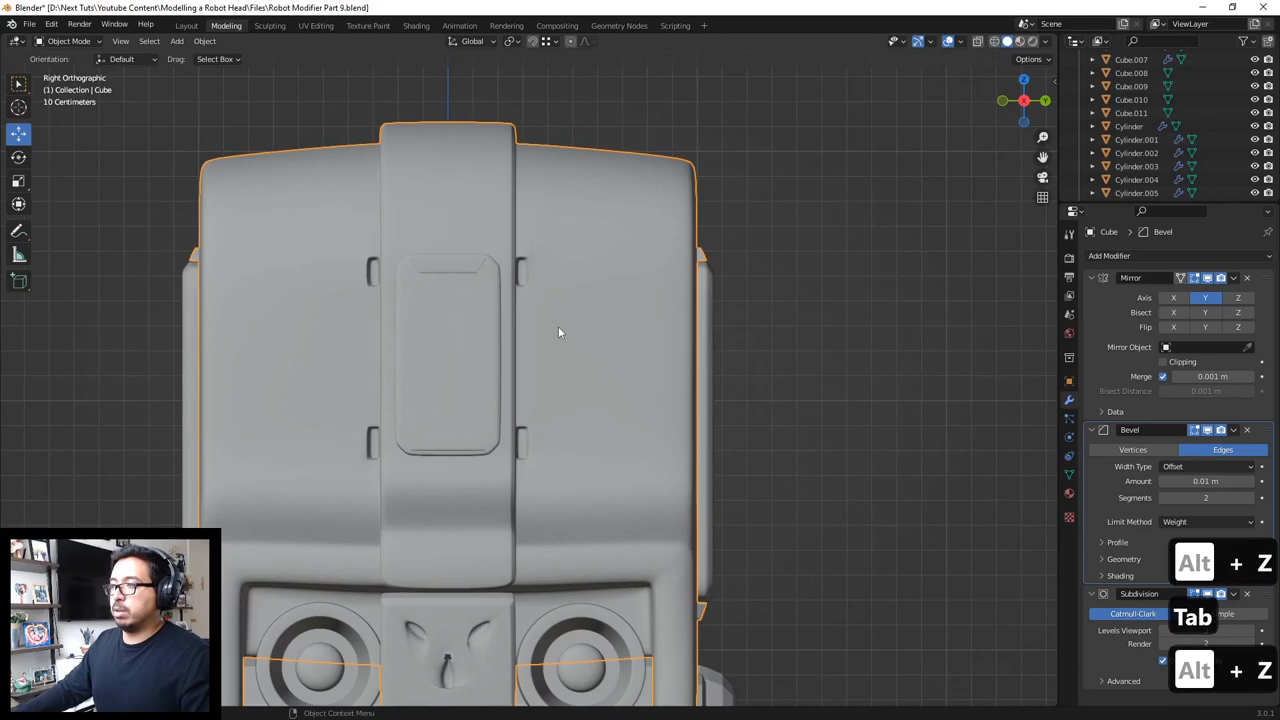 Blender* [D:\Next Tuts\Youtube Content\Modelling a Robot Head\Files\Robot Modifier Part 9.blend]
File Edit Render Window Help Layout Modeling Sculpting UV Editing Texture Paint Shading Animation Rendering Compositing Geometry Nodes Scripting Scene ViewLayer
Object Mode View Select Add Object Global
Orientation: Default Drag: Select Box Options
Right Orthographic
(1) Collection | Cube
10 Centimeters
Z
Y
X
Cube.007
Cube.008
Cube.009
Cube.010
Cube.011
Cylinder
Cylinder.001
Cylinder.002
Cylinder.003
Cylinder.004
Cylinder.005
Cube > Bevel
Add Modifier
Mirror
Axis X Y Z
Bisect X Y Z
Flip X Y Z
Mirror Object
Clipping
Merge 0.001 m
Bisect Distance 0.001 m
Data
Bevel
Vertices Edges
Width Type Offset
Amount 0.01 m
Segments 2
Limit Method Weight
Profile
Geometry
Shading
Subdivision
Catmull-Clark
Levels Viewport
Render
Advanced
Alt + Z
Tab
Alt + Z
Object Context Menu
3.0.1